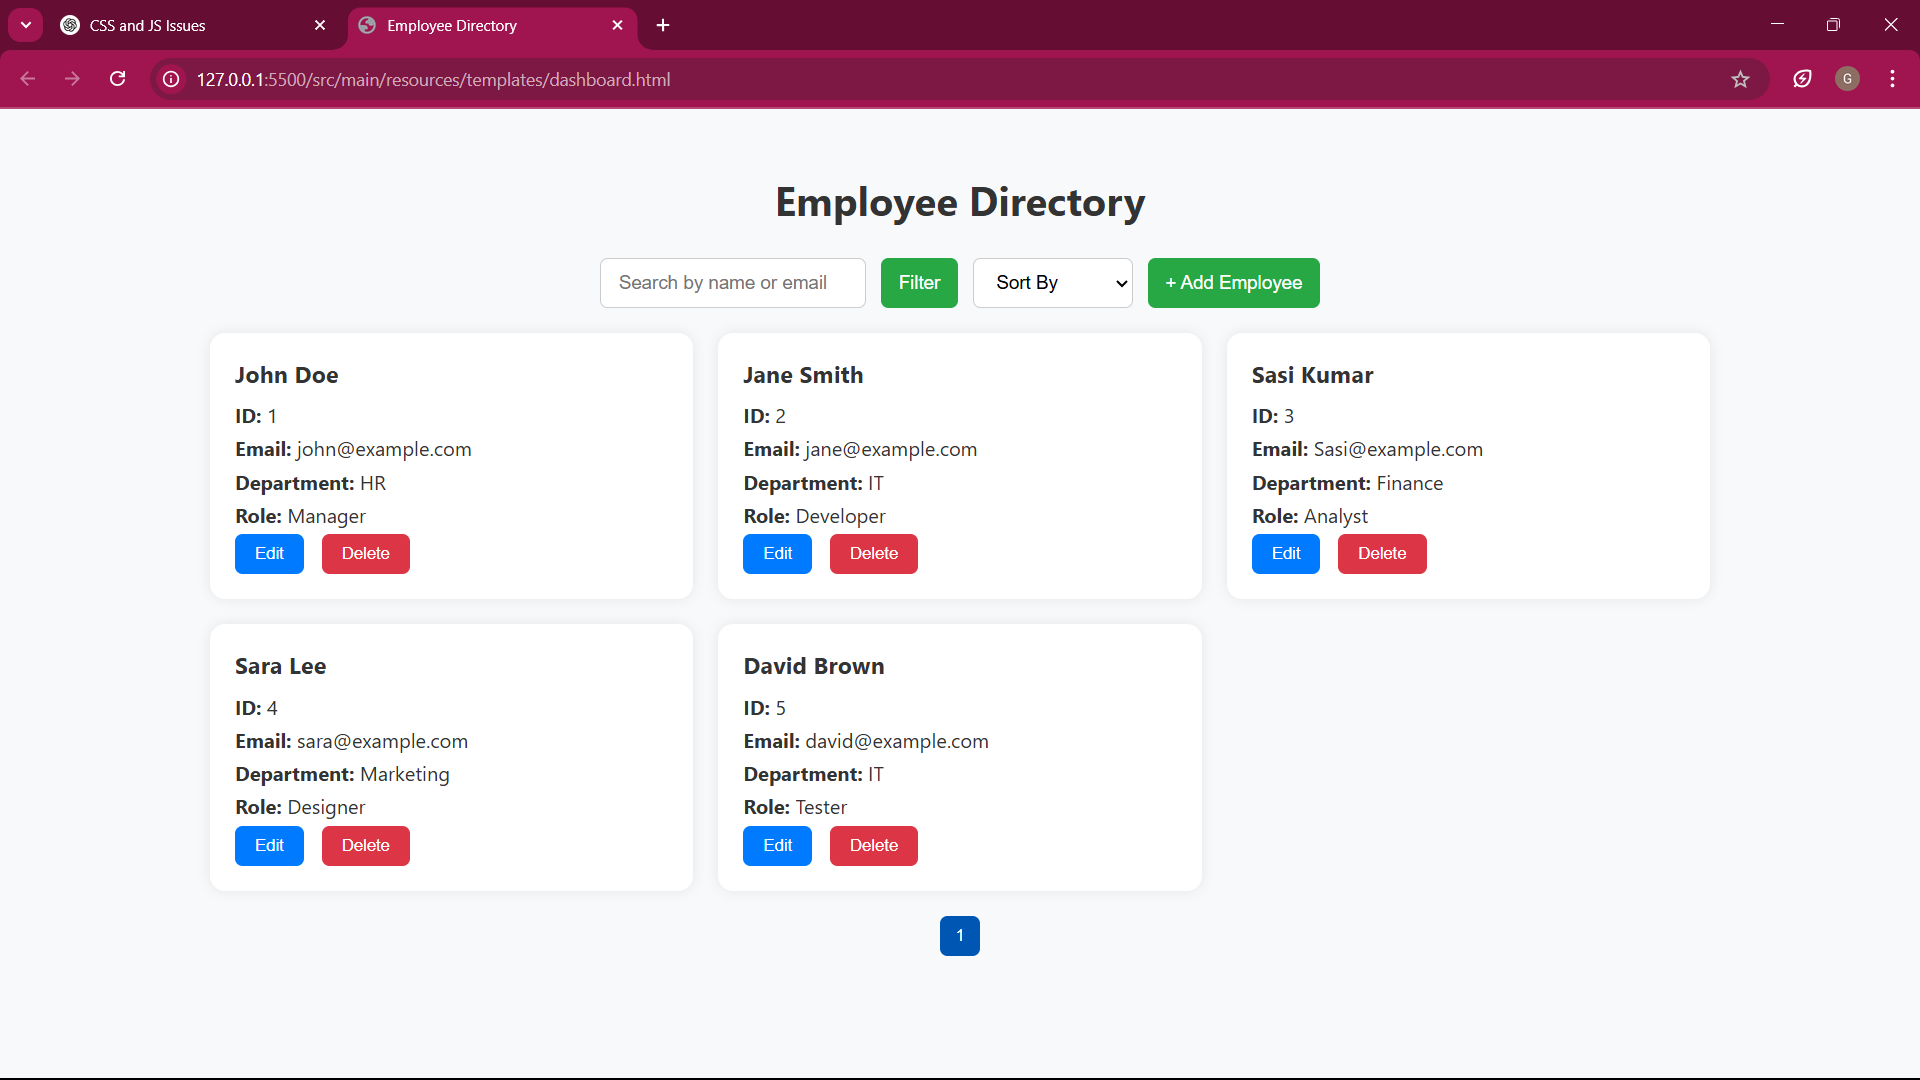 CSS and JS Issues
Employee Directory
127.0.0.1:5500/src/main/resources/templates/dashboard.html
G
Employee Directory
Search by name or email
Filter
Sort By
+ Add Employee
John Doe
ID: 1
Email: john@example.com
Department: HR
Role: Manager
Edit Delete
Jane Smith
ID: 2
Email: jane@example.com
Department: IT
Role: Developer
Edit Delete
Sasi Kumar
ID: 3
Email: Sasi@example.com
Department: Finance
Role: Analyst
Edit Delete
Sara Lee
ID: 4
Email: sara@example.com
Department: Marketing
Role: Designer
Edit Delete
David Brown
ID: 5
Email: david@example.com
Department: IT
Role: Tester
Edit Delete
1